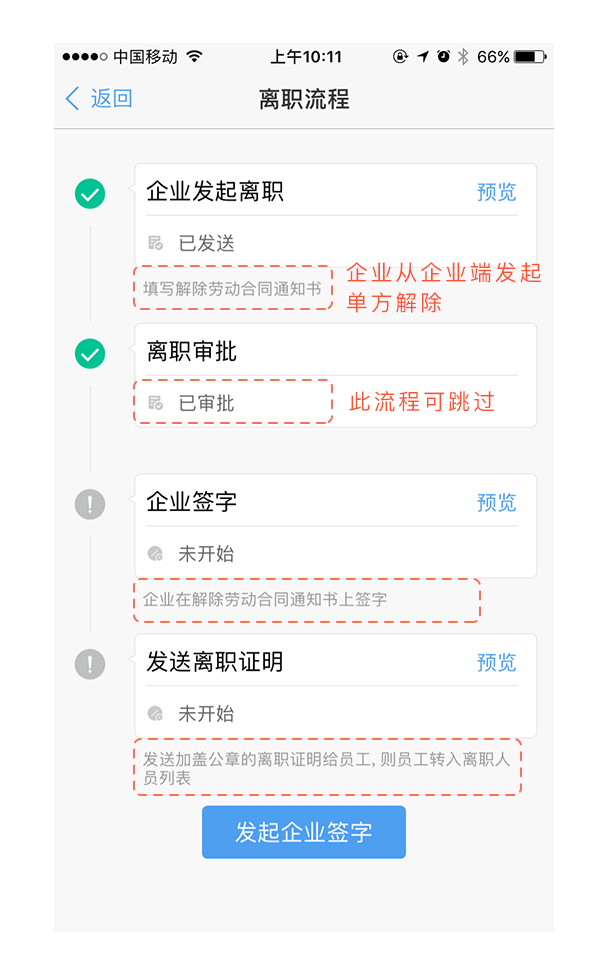 中国移动 上午10:11 66%
返回 离职流程
企业发起离职 预览
已发送
企业从企业端发起
单方解除
填写解除劳动合同通知书
离职审批
已审批 此流程可跳过
企业签字 预览
未开始
企业在解除劳动合同通知书上签字
发送离职证明 预览
未开始
发送加盖公章的离职证明给员工, 则员工转入离职人
员列表
发起企业签字